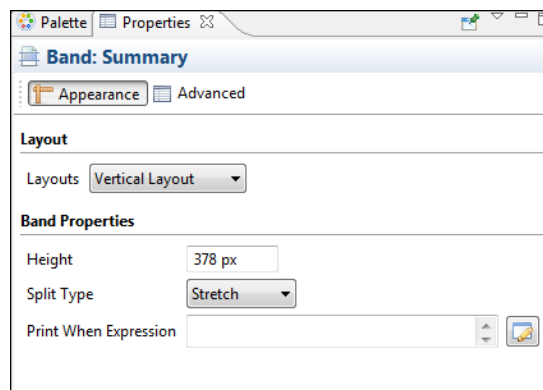 Palette Properties
Band: Summary
Appearance Advanced
Layout
Layouts Vertical Layout
Band Properties
Height 378 px
Split Type Stretch
Print When Expression